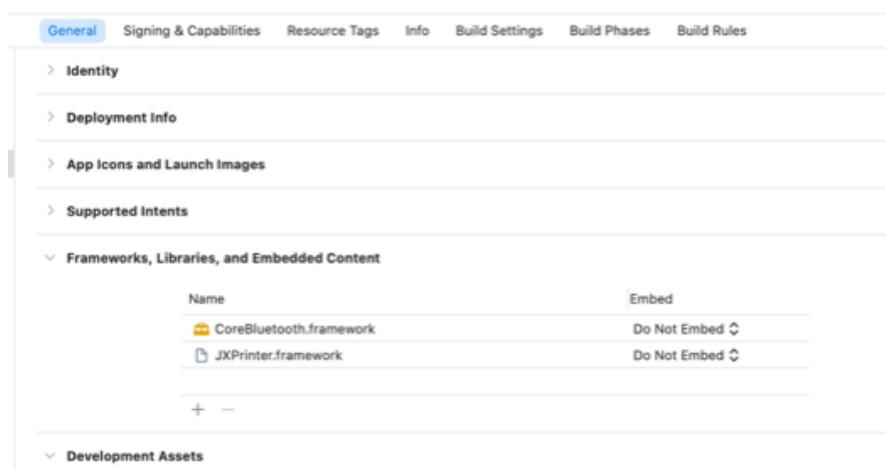 General Signing & Capabilities Resource Tags Info Build Settings Build Phases Build Rules
Identity
Deployment Info
App Icons and Launch Images
Supported Intents
Frameworks, Libraries, and Embedded Content
Name Embed
CoreBluetooth.framework Do Not Embed
JXPrinter.framework Do Not Embed
Development Assets